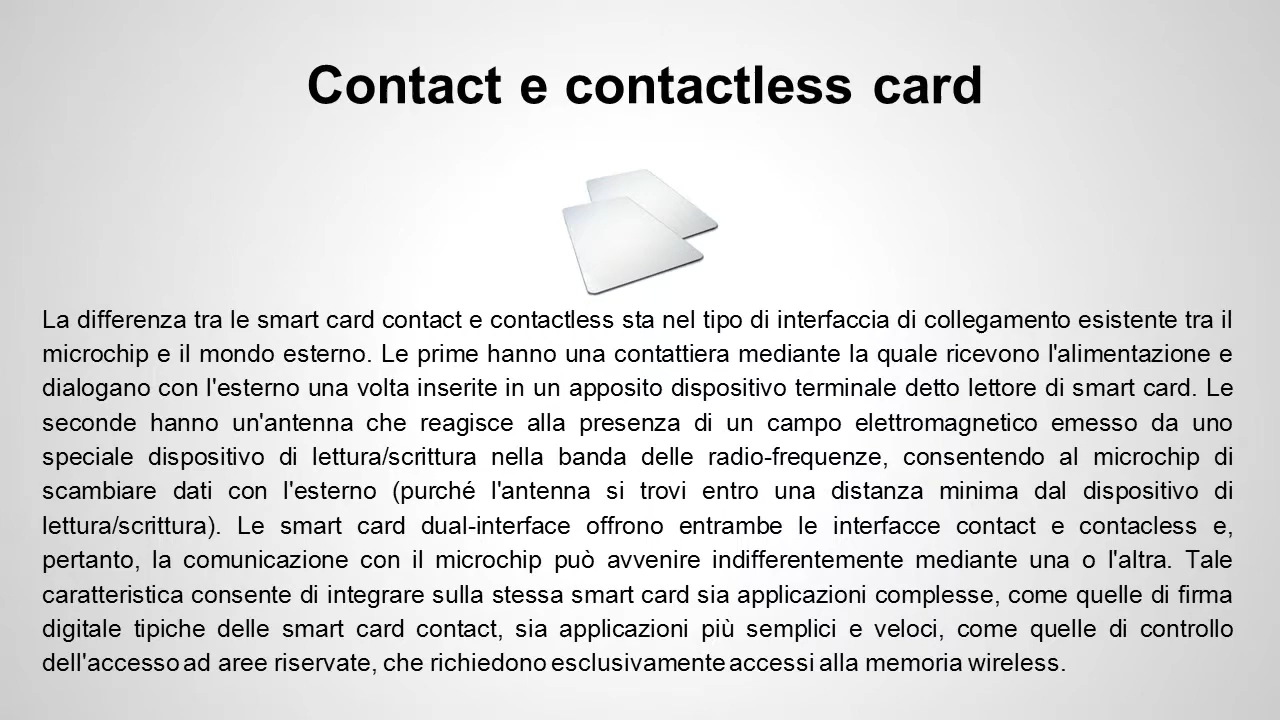 Contact e contactless card
La differenza tra le smart card contact e contactless sta nel tipo di interfaccia di collegamento esistente tra il
microchip e il mondo esterno. Le prime hanno una contattiera mediante la quale ricevono l'alimentazione e
dialogano con l'esterno una volta inserite in un apposito dispositivo terminale detto lettore di smart card. Le
seconde hanno un'antenna che reagisce alla presenza di un campo elettromagnetico emesso da uno
speciale dispositivo di lettura/scrittura nella banda delle radio-frequenze, consentendo al microchip di
scambiare dati con l'esterno (purché l'antenna si trovi entro una distanza minima dal dispositivo di
lettura/scrittura). Le smart card dual-interface offrono entrambe le interfacce contact e contacless e,
pertanto, la comunicazione con il microchip può avvenire indifferentemente mediante una o l'altra. Tale
caratteristica consente di integrare sulla stessa smart card sia applicazioni complesse, come quelle di firma
digitale tipiche delle smart card contact, sia applicazioni più semplici e veloci, come quelle di controllo
dell'accesso ad aree riservate, che richiedono esclusivamente accessi alla memoria wireless.